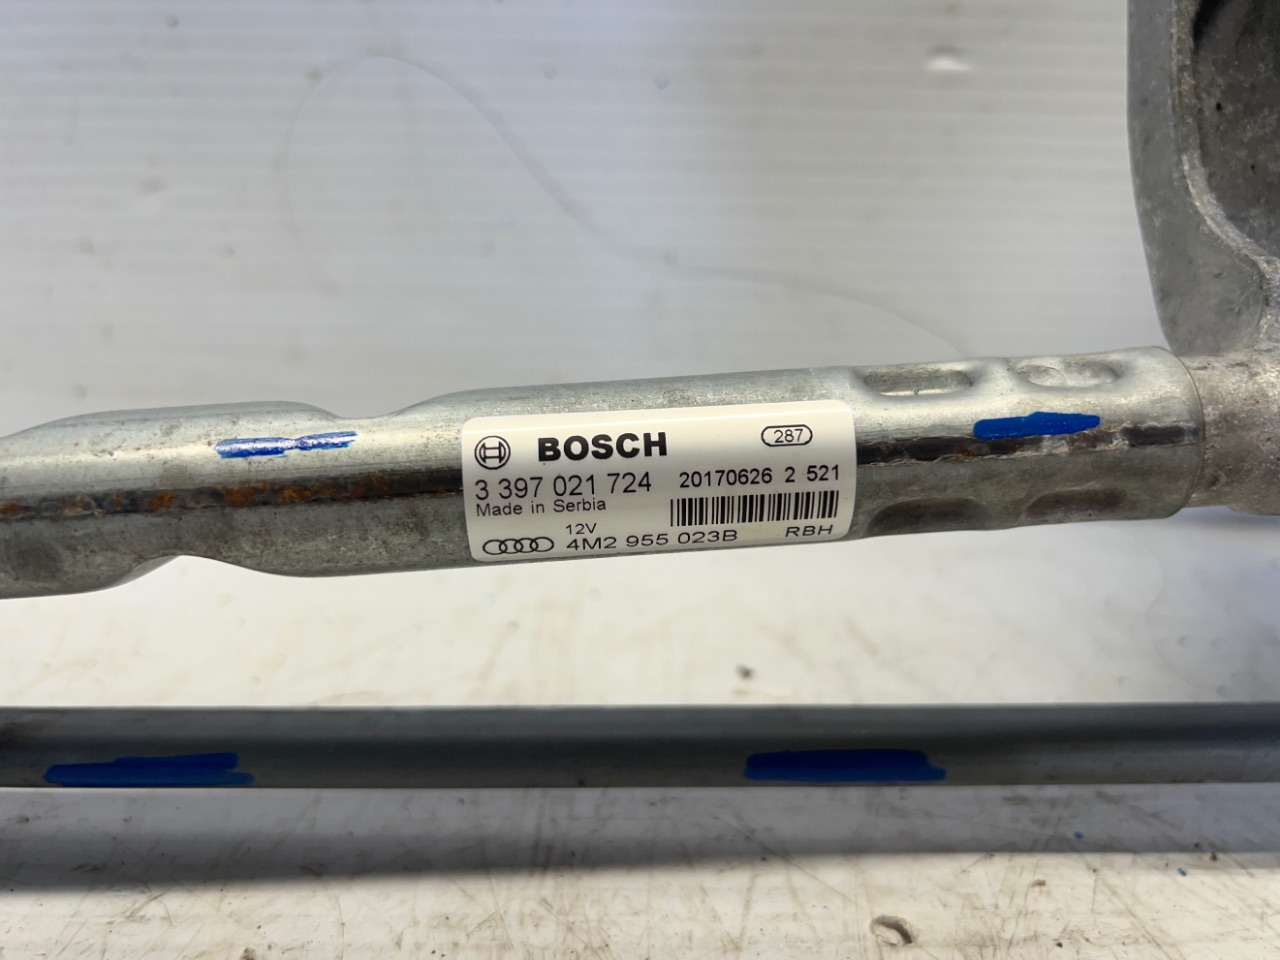 BOSCH 287
3 397 021 724 20170626 2 521
Made in Serbia
12V
4M2 955 023B RBH